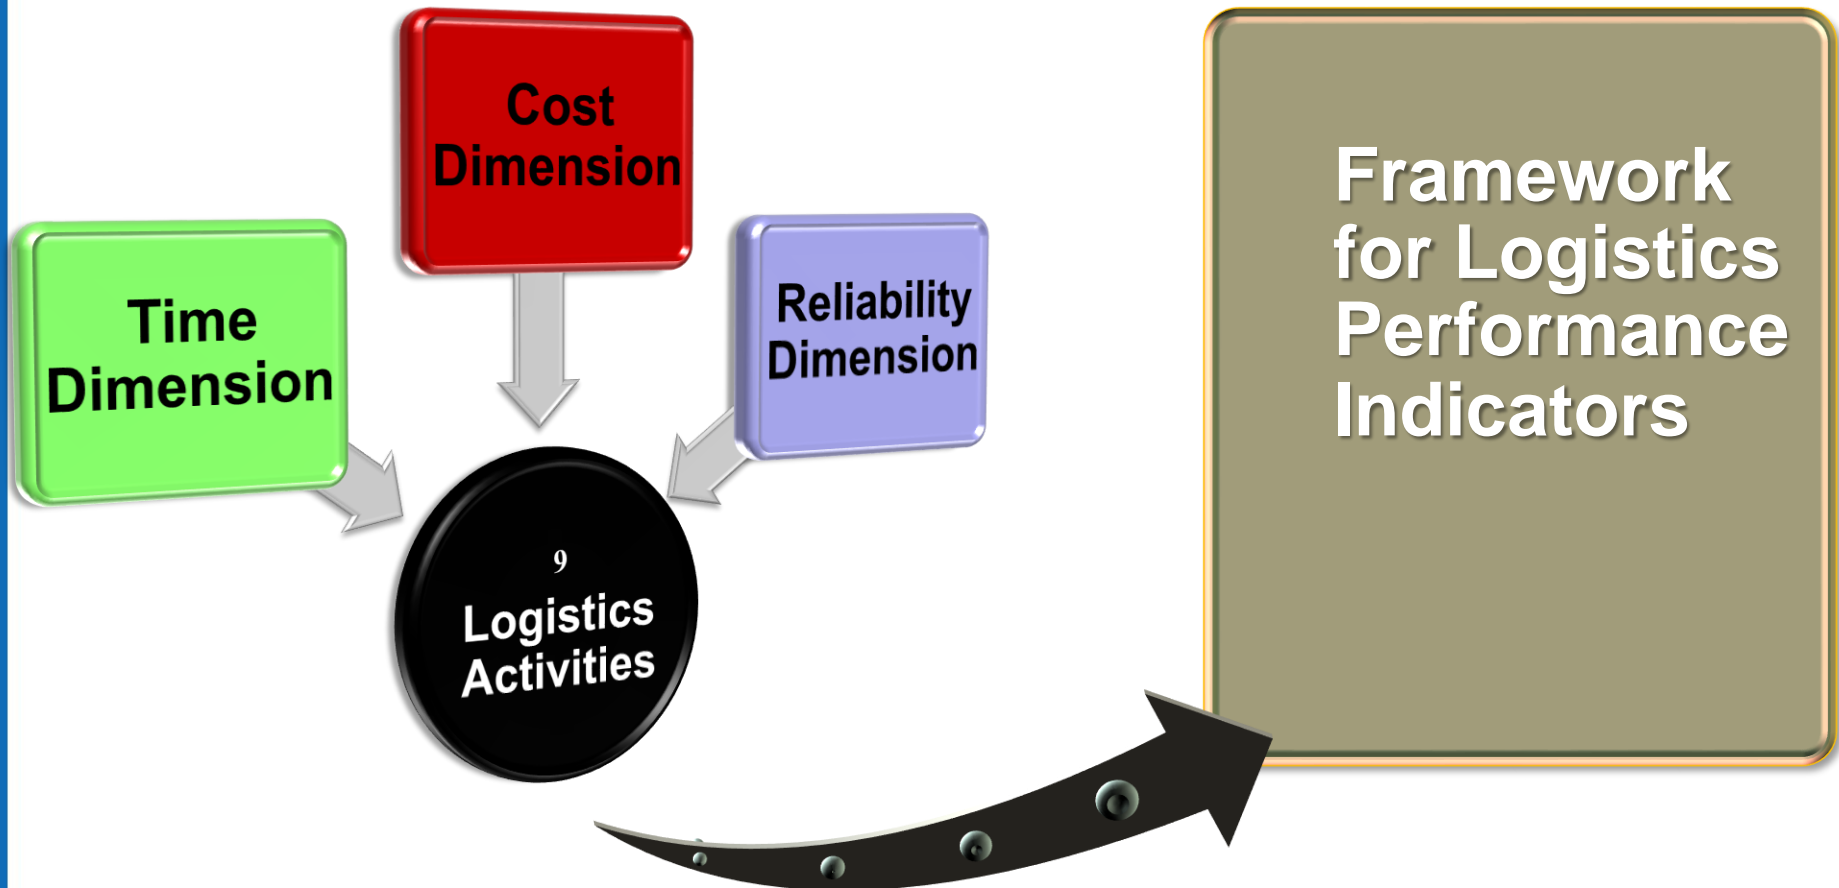 Cost
Dimension
Time
Dimension
Reliability
Dimension
9
Logistics
Activities
Framework
for Logistics
Performance
Indicators